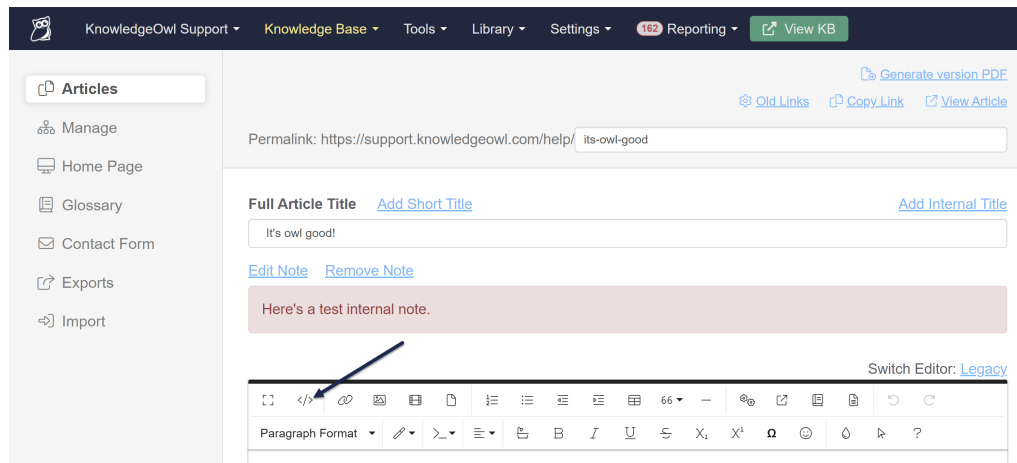 KnowledgeOwl Support Knowledge Base Tools Library Settings 162 Reporting View KB
Articles
Manage
Home Page
Glossary
Contact Form
Exports
Import
Generate version PDF
Old Links Copy Link View Article
Permalink: https://support.knowledgeowl.com/help/ its-owl-good
Full Article Title Add Short Title Add Internal Title
It's owl good!
Edit Note Remove Note
Here's a test internal note.
Switch Editor: Legacy
</> 66 —
Paragraph Format B I U S X₁ X¹ Ω ?